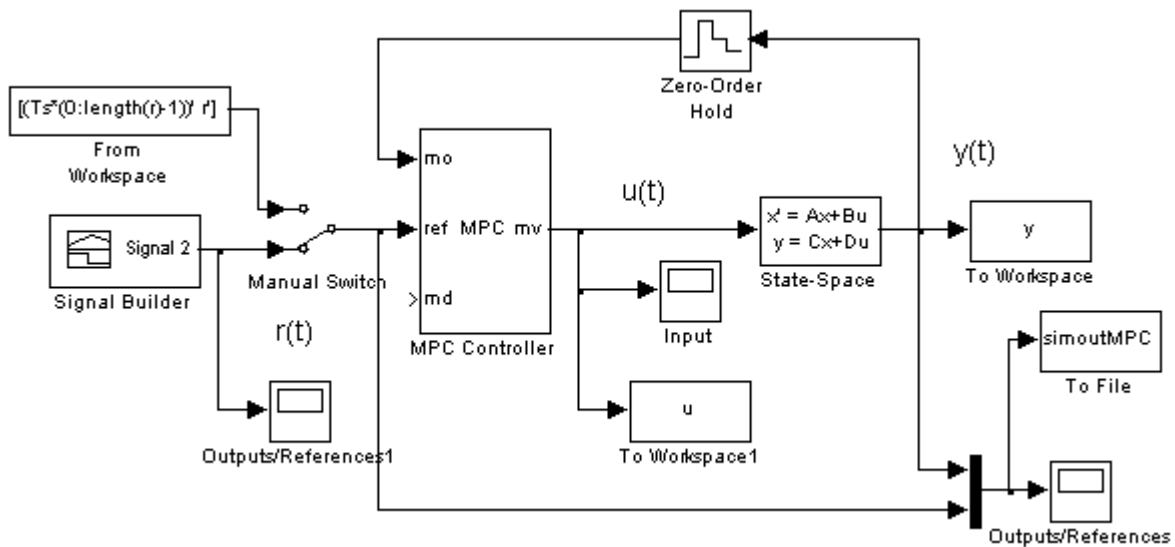 Zero-Order
Hold
[(Ts*(0:length(r)-1))' r']
From
Workspace
mo
ref MPC mv
md
MPC Controller
Signal 2
Signal Builder
Manual Switch
r(t)
Outputs/References1
u(t)
Input
u
To Workspace1
x' = Ax+Bu
y = Cx+Du
State-Space
y(t)
y
To Workspace
simoutMPC
To File
Outputs/References